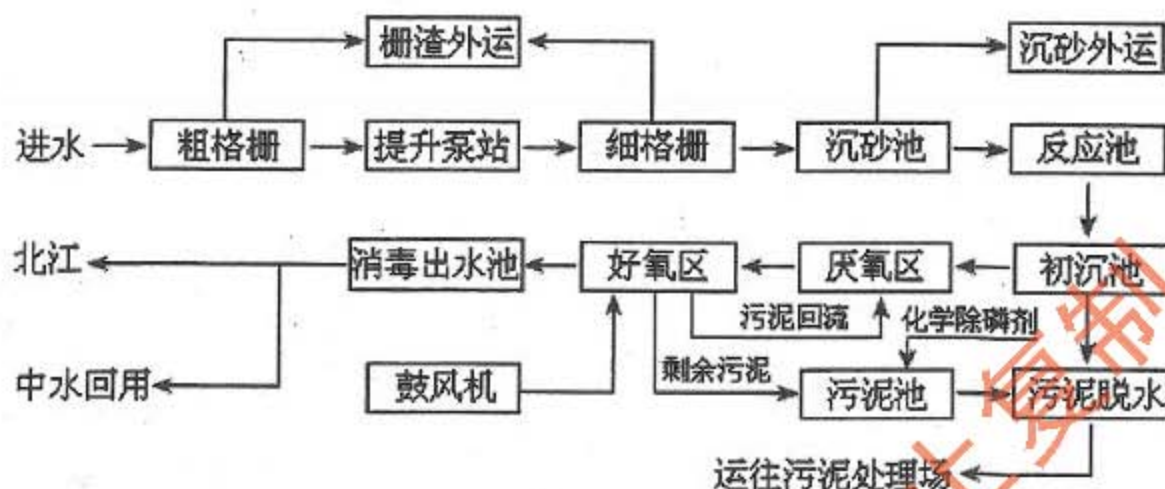 栅渣外运 沉砂外运
进水 粗格栅 提升泵站 细格栅 沉砂池 反应池
北江 消毒出水池 好氧区 厌氧区 初沉池
污泥回流 化学除磷剂
中水回用 鼓风机 剩余污泥 污泥池 污泥脱水
运往污泥处理场
止复制